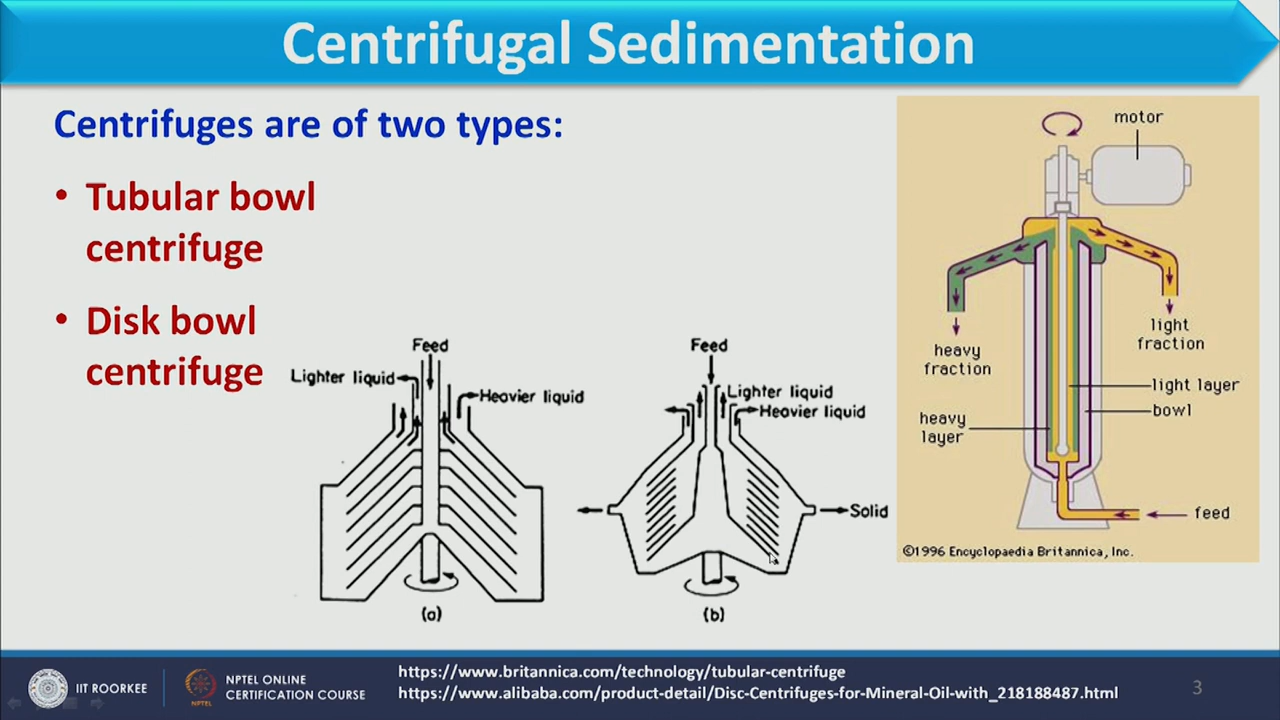 Centrifugal Sedimentation
Centrifuges are of two types:
• Tubular bowl
centrifuge
• Disk bowl
centrifuge
Feed
Lighter liquid
Heavier liquid
(a)
Feed
Lighter liquid
Heavier liquid
Solid
(b)
motor
heavy
fraction
light
fraction
light layer
bowl
heavy
layer
feed
©1996 Encyclopaedia Britannica, Inc.
IIT ROORKEE
NPTEL ONLINE
CERTIFICATION COURSE
NPTEL
https://www.britannica.com/technology/tubular-centrifuge
https://www.alibaba.com/product-detail/Disc-Centrifuges-for-Mineral-Oil-with_218188487.html
3